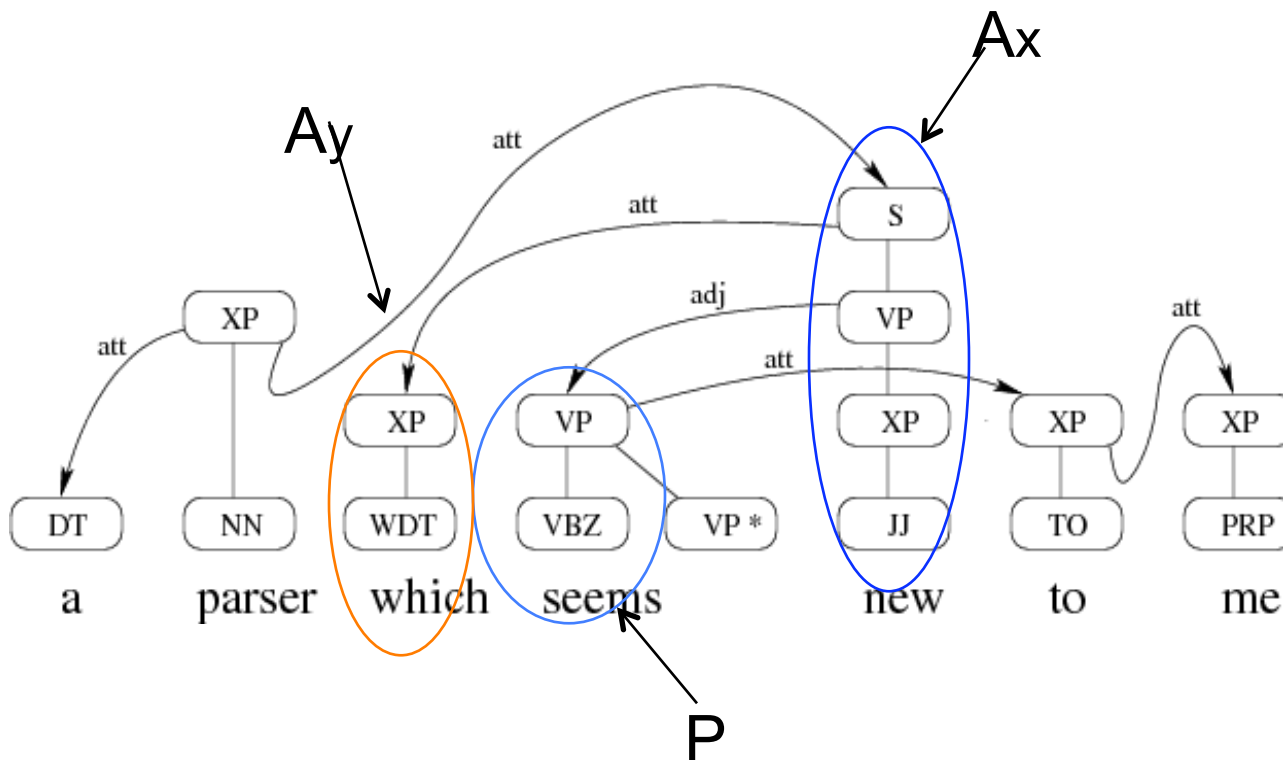 Ax
Ay
att
att
S
adj
XP
VP
att
att
att
XP
VP
XP
XP
XP
DT
NN
WDT
VBZ
VP *
JJ
TO
PRP
a parser which seems new to me
P